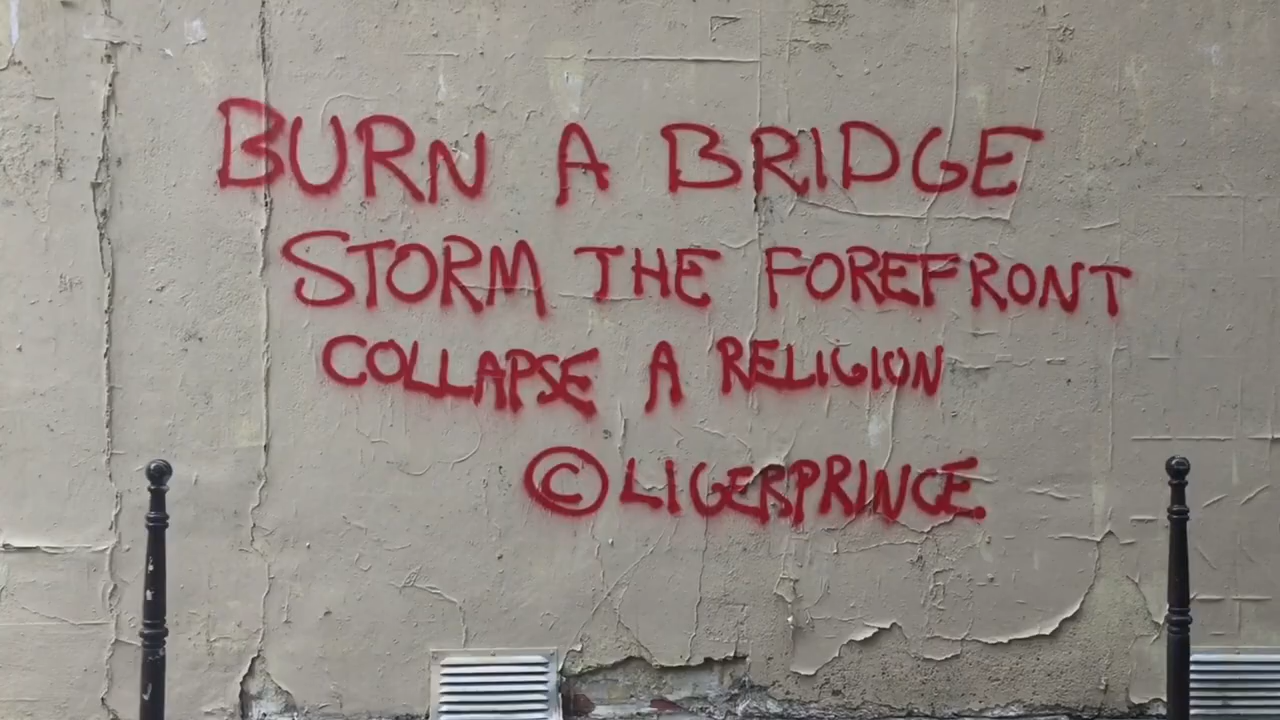 BURN A BRIDGE
STORM THE FOREFRONT
COLLAPSE A RELIGION
© LIGERPRINCE.